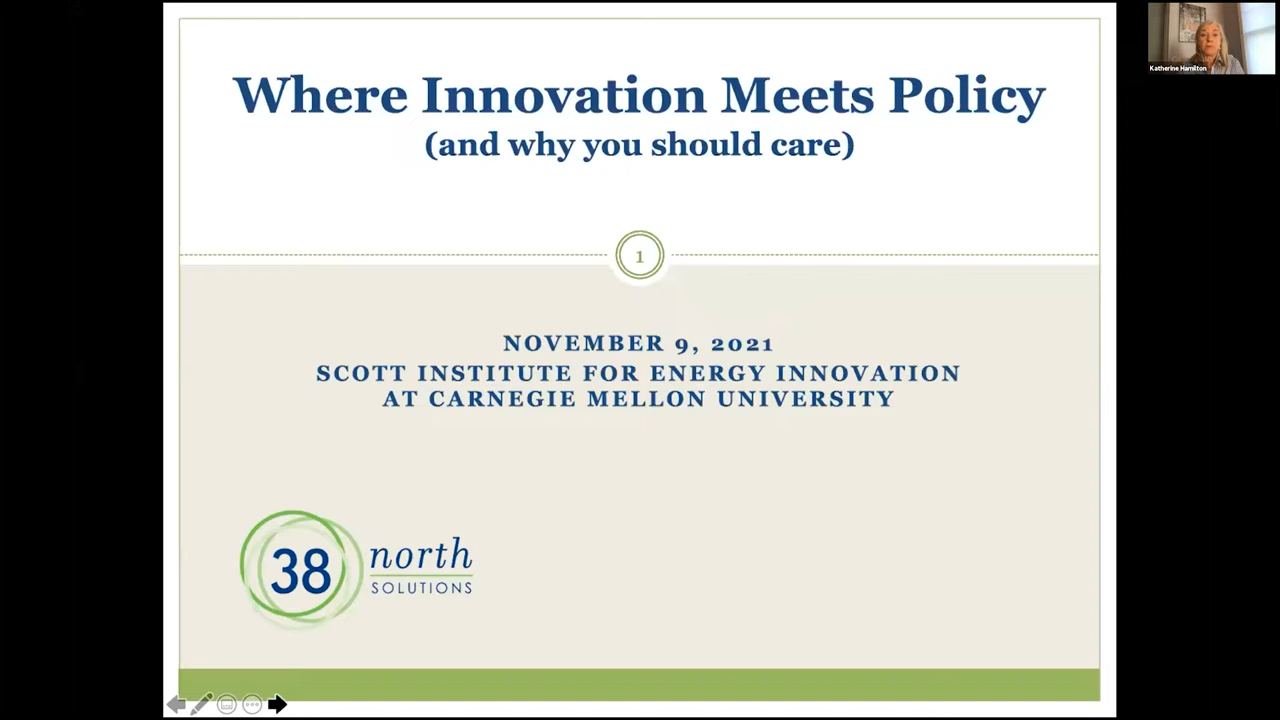 Where Innovation Meets Policy
(and why you should care)
1
NOVEMBER 9, 2021
SCOTT INSTITUTE FOR ENERGY INNOVATION
AT CARNEGIE MELLON UNIVERSITY
38 north
SOLUTIONS
Katherine Hamilton